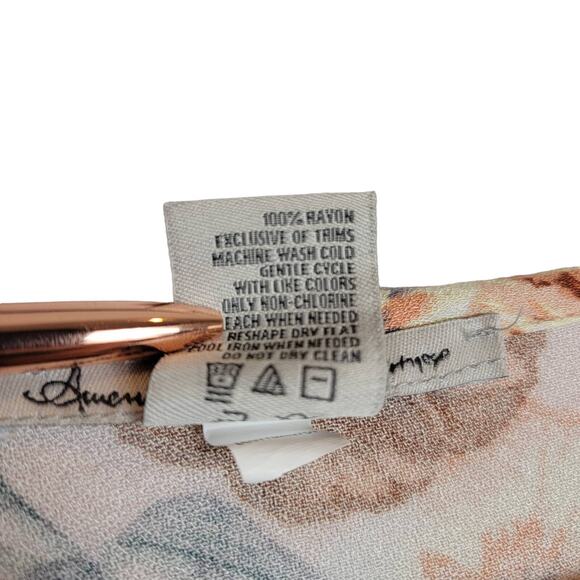 100% RAYON
EXCLUSIVE OF TRIMS
MACHINE WASH COLD
GENTLE CYCLE
WITH LIKE COLORS
ONLY NON-CHLORINE
EACH WHEN NEEDED
RESHAPE DRY FLAT
COOL IRON WHEN NEEDED
DO NOT DRY CLEAN